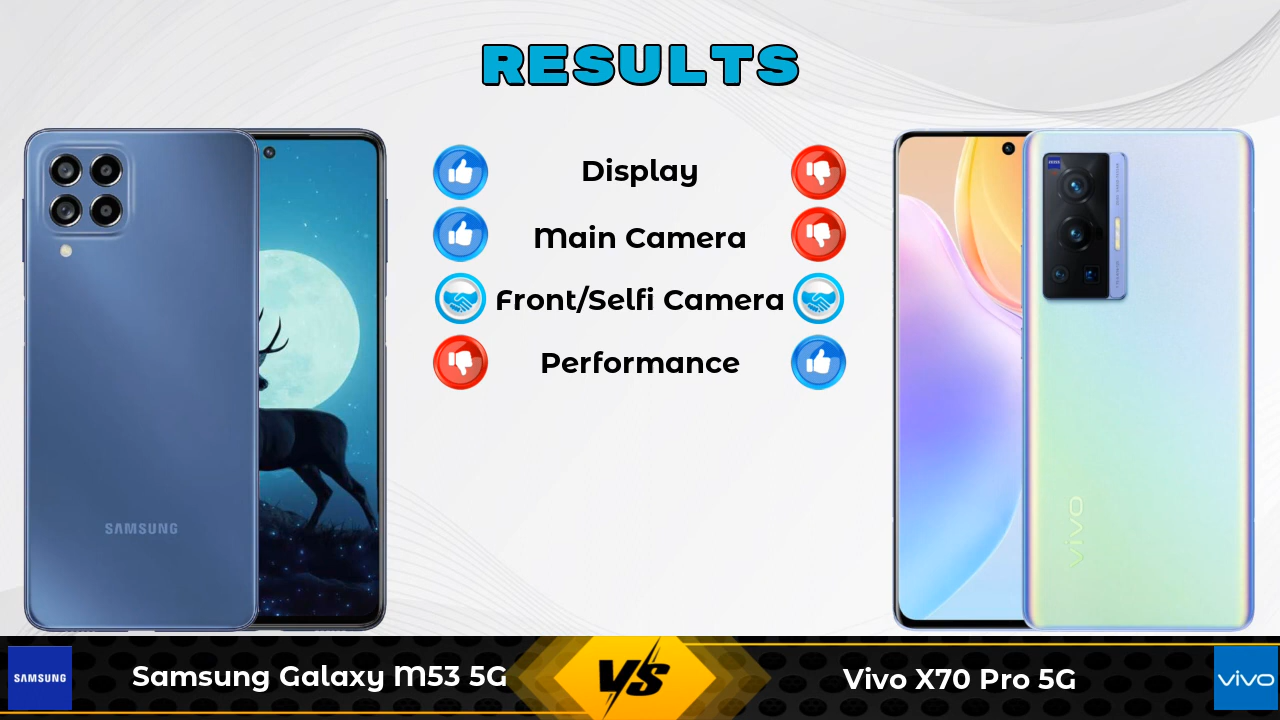 RESULTS
Display
Main Camera
Front/Selfi Camera
Performance
SAMSUNG
vivo
SAMSUNG
Samsung Galaxy M53 5G
VS
Vivo X70 Pro 5G
vivo